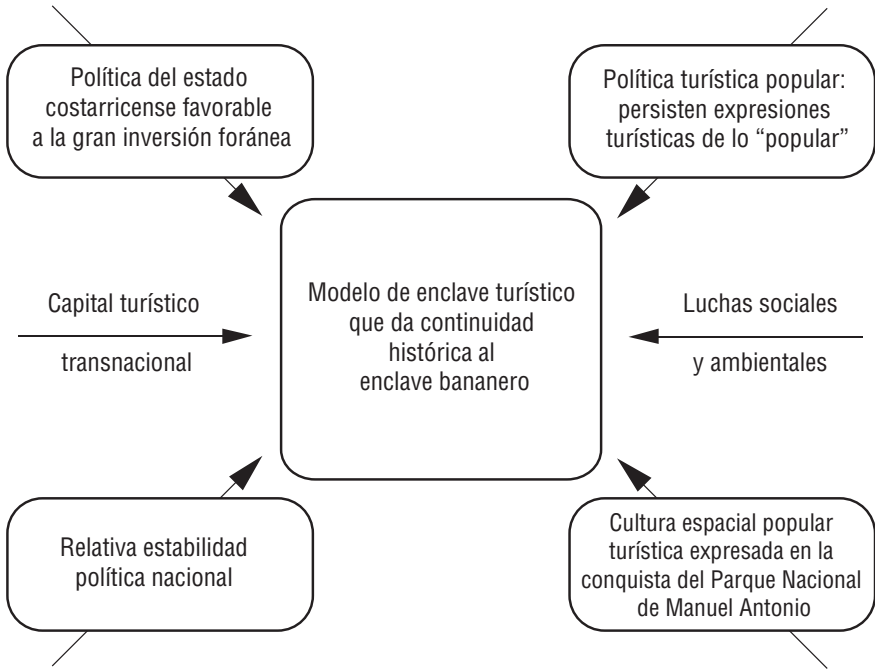 Política del estado
costarricense favorable
a la gran inversión foránea
Política turística popular:
persisten expresiones
turísticas de lo “popular”
Capital turístico
transnacional
Modelo de enclave turístico
que da continuidad
histórica al
enclave bananero
Luchas sociales
y ambientales
Relativa estabilidad
política nacional
Cultura espacial popular
turística expresada en la
conquista del Parque Nacional
de Manuel Antonio